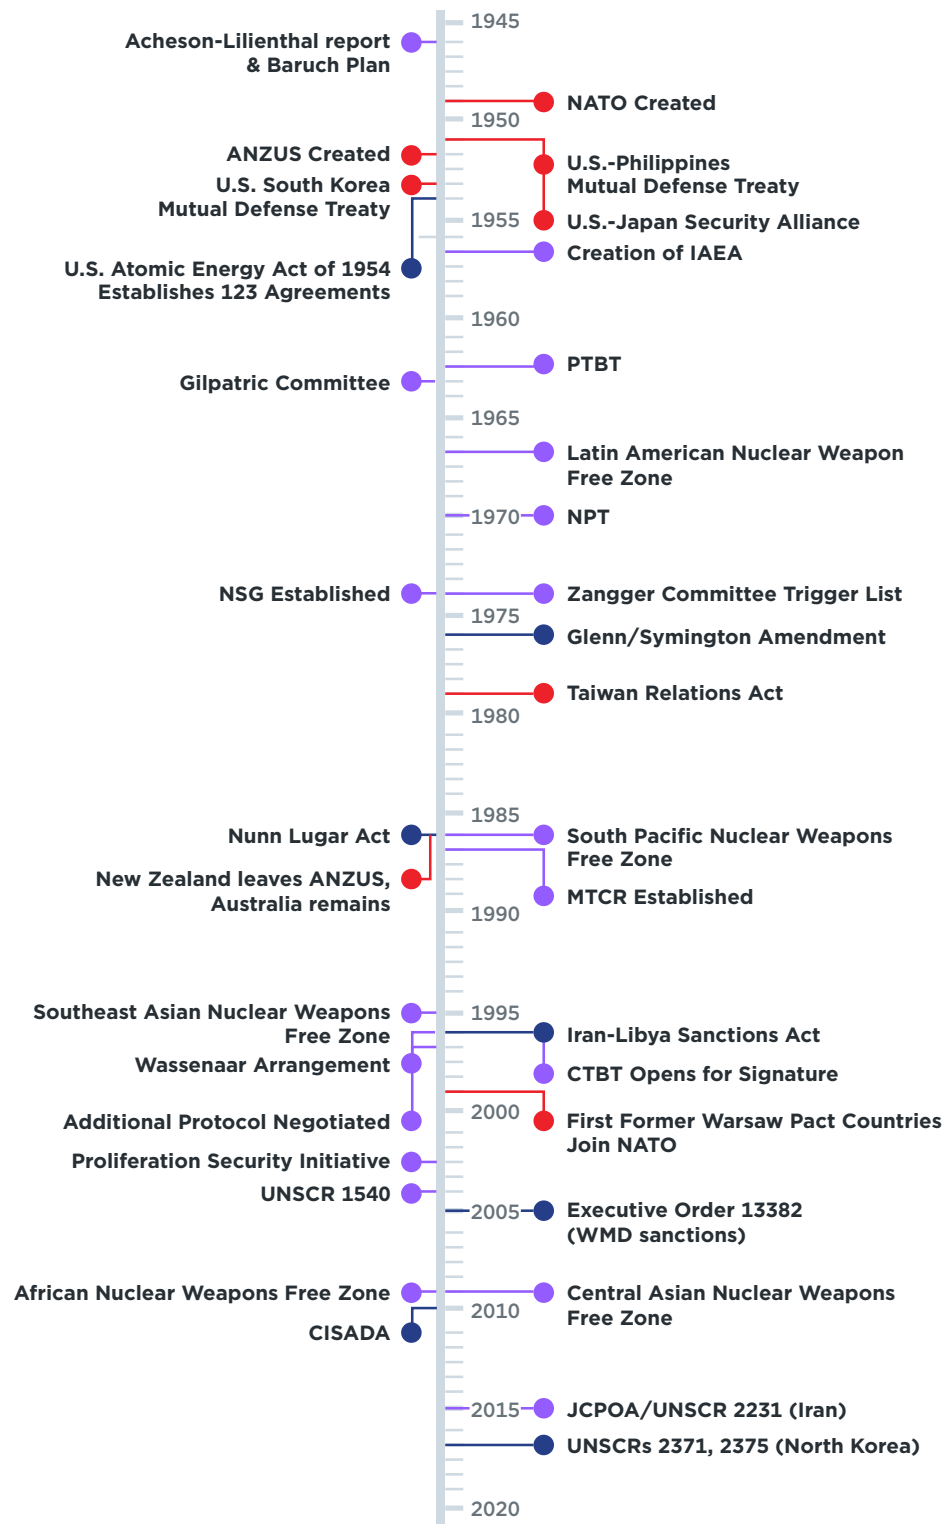 1945
Acheson-Lilienthal report
& Baruch Plan
NATO Created
1950
ANZUS Created
U.S.-Philippines
Mutual Defense Treaty
U.S. South Korea
Mutual Defense Treaty
1955
U.S.-Japan Security Alliance
Creation of IAEA
U.S. Atomic Energy Act of 1954
Establishes 123 Agreements
1960
PTBT
Gilpatric Committee
1965
Latin American Nuclear Weapon
Free Zone
1970
NPT
NSG Established
Zangger Committee Trigger List
1975
Glenn/Symington Amendment
Taiwan Relations Act
1980
1985
Nunn Lugar Act
South Pacific Nuclear Weapons
Free Zone
New Zealand leaves ANZUS,
Australia remains
MTCR Established
1990
Southeast Asian Nuclear Weapons
Free Zone
1995
Iran-Libya Sanctions Act
Wassenaar Arrangement
CTBT Opens for Signature
2000
Additional Protocol Negotiated
First Former Warsaw Pact Countries
Join NATO
Proliferation Security Initiative
UNSCR 1540
2005
Executive Order 13382
(WMD sanctions)
African Nuclear Weapons Free Zone
Central Asian Nuclear Weapons
Free Zone
2010
CISADA
2015
JCPOA/UNSCR 2231 (Iran)
UNSCRs 2371, 2375 (North Korea)
2020